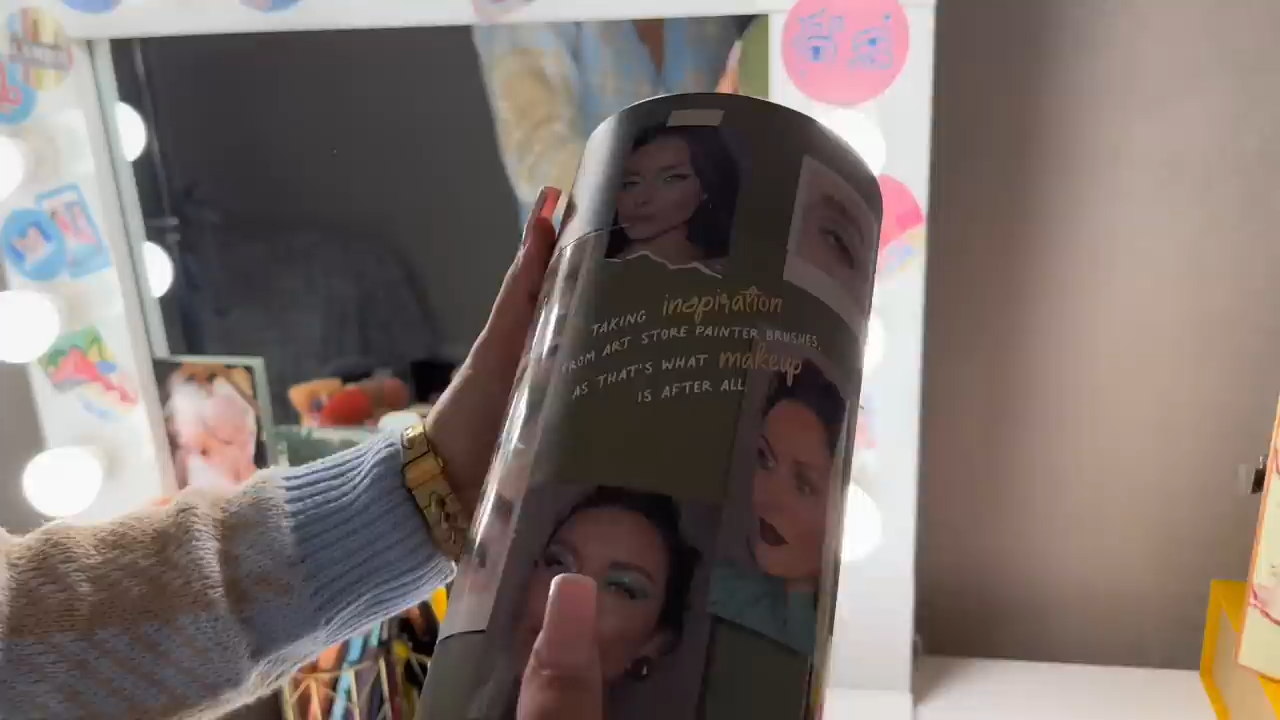 TAKING inspiration
FROM ART STORE PAINTER BRUSHES,
AS THAT'S WHAT makeup
IS AFTER ALL